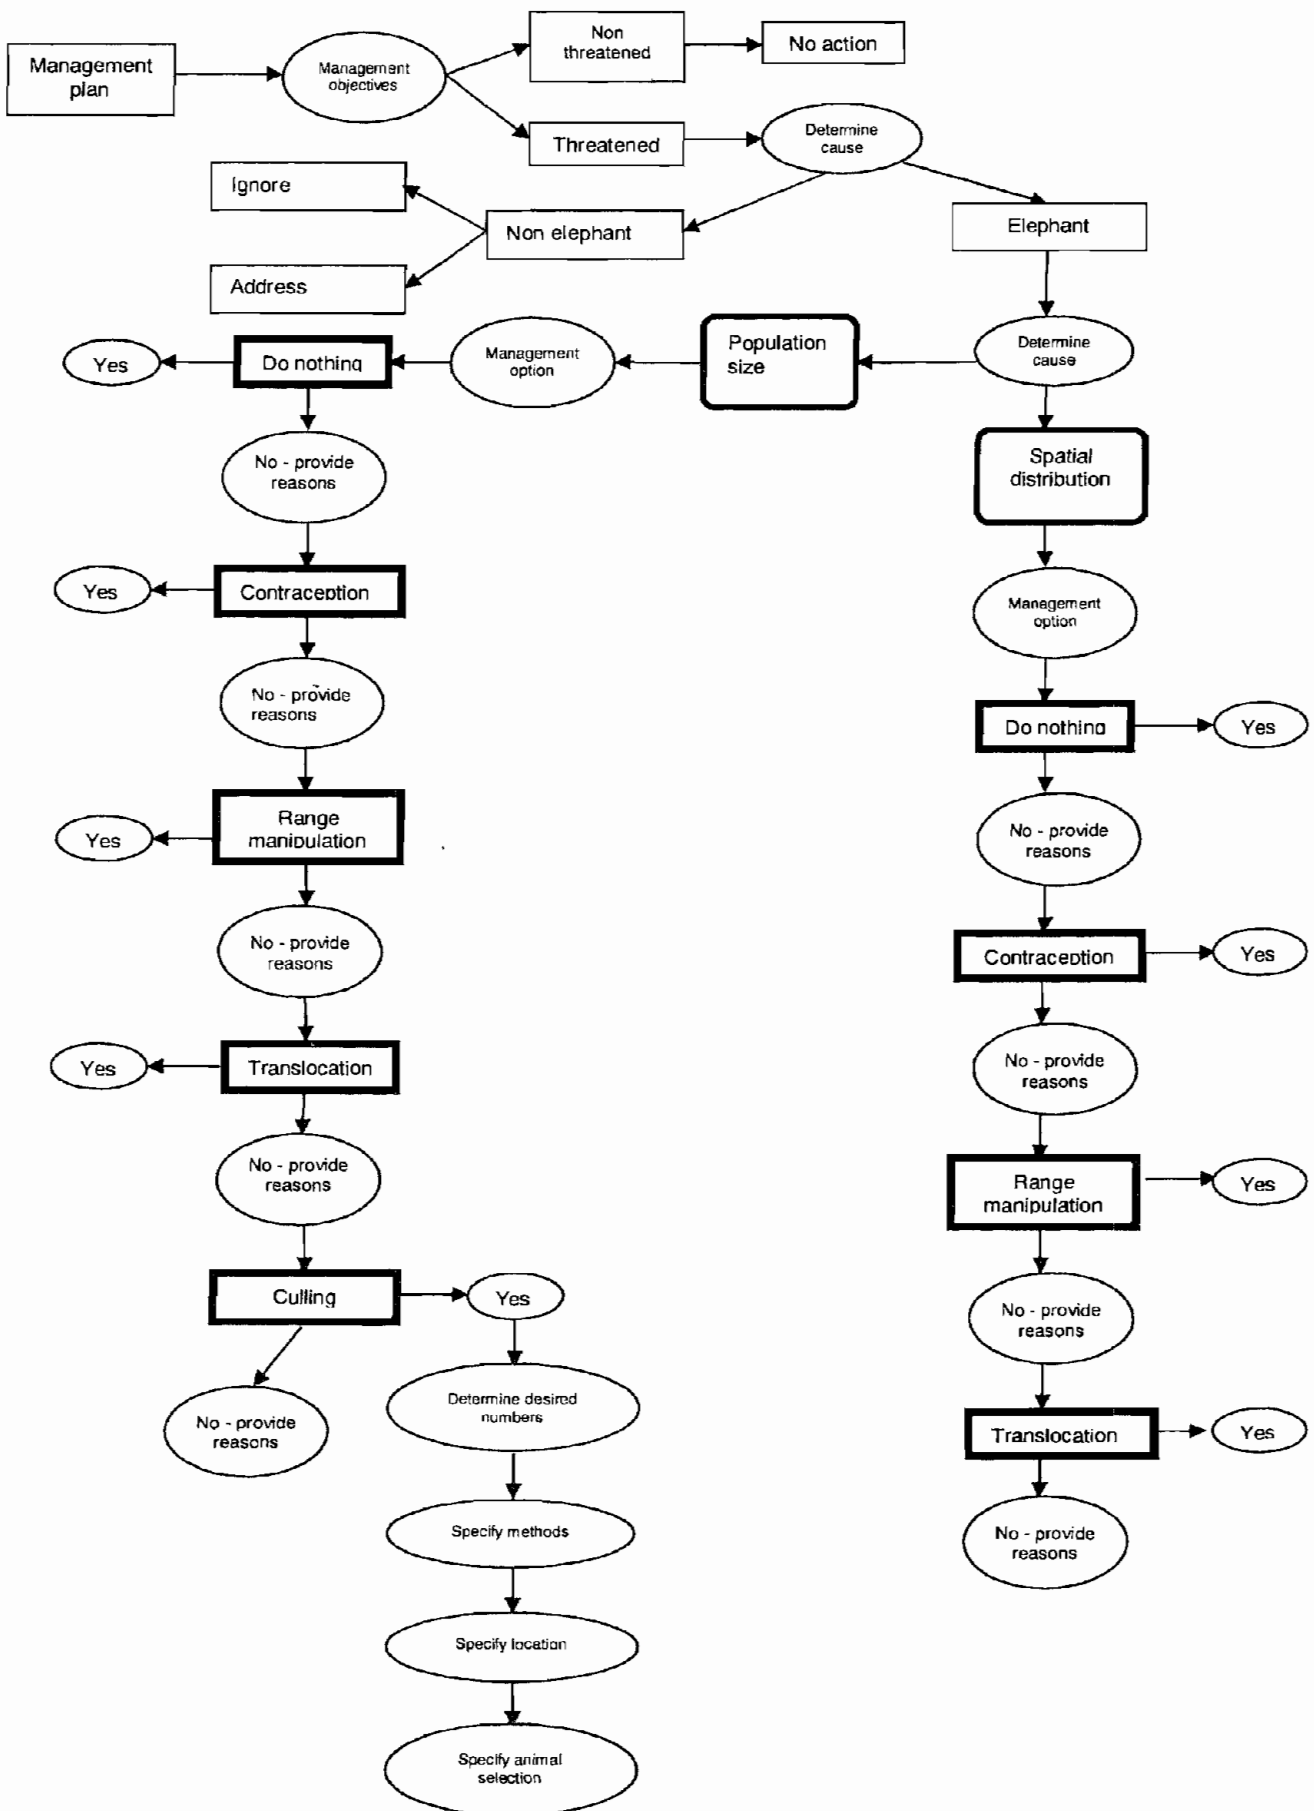 Management
plan
Management
objectives
Non
threatened
No action
Threatened
Determine
cause
Ignore
Non elephant
Elephant
Address
Yes
Do nothing
Management
option
Population
size
Determine
cause
No - provide
reasons
Spatial
distribution
Yes
Contraception
Management
option
No - provide
reasons
Do nothing
Yes
Yes
Range
manipulation
No - provide
reasons
No - provide
reasons
Contraception
Yes
Yes
Translocation
No - provide
reasons
No - provide
reasons
Range
manipulation
Yes
Culling
Yes
No - provide
reasons
No - provide
reasons
Determine desired
numbers
Translocation
Yes
Specify methods
No - provide
reasons
Specify location
Specify animal
selection